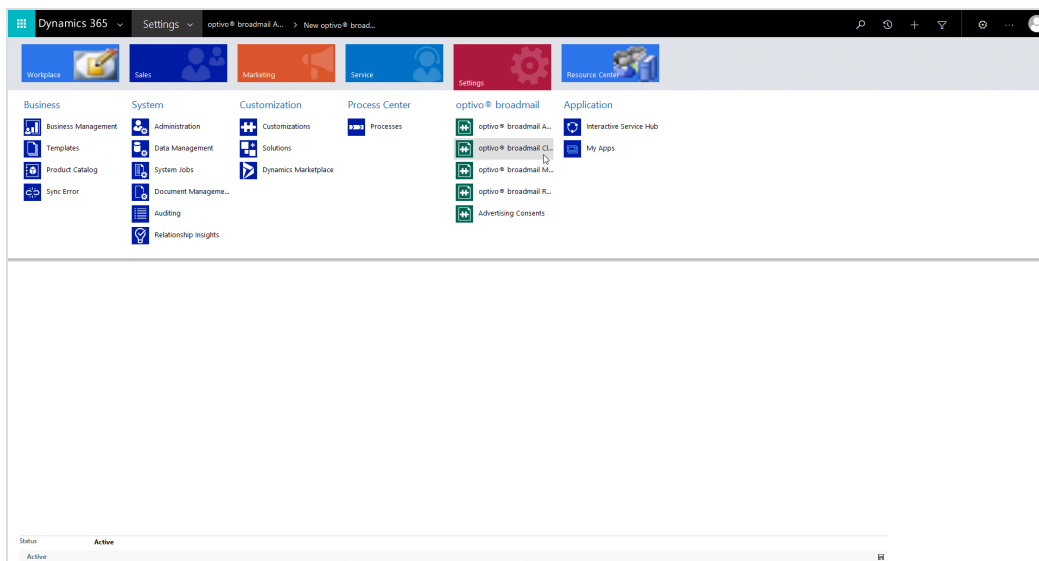 Dynamics 365 Settings optivo® broadmail A... > New optivo® broad...
Workplace Sales Marketing Service Settings Resource Center
Business System Customization Process Center optivo® broadmail Application
Business Management Administration Customizations Processes optivo® broadmail A... Interactive Service Hub
Templates Data Management Solutions optivo® broadmail Cl... My Apps
Product Catalog System Jobs Dynamics Marketplace optivo® broadmail M...
Sync Error Document Manageme... optivo® broadmail R...
Auditing Advertising Consents
Relationship Insights
Status Active
Active